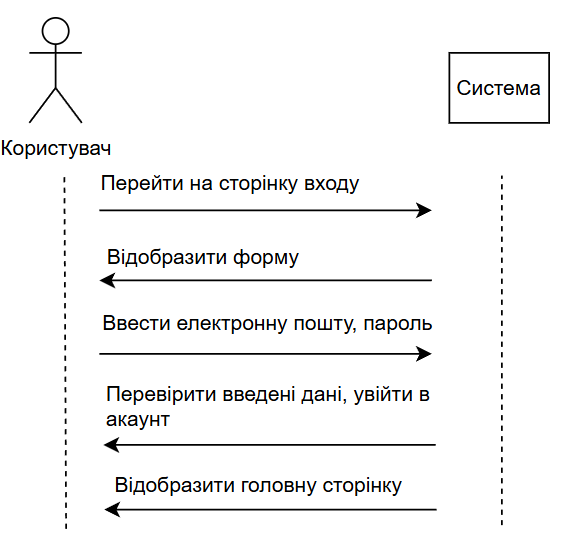 Система
Користувач
Перейти на сторінку входу
Відобразити форму
Ввести електронну пошту, пароль
Перевірити введені дані, увійти в
акаунт
Відобразити головну сторінку